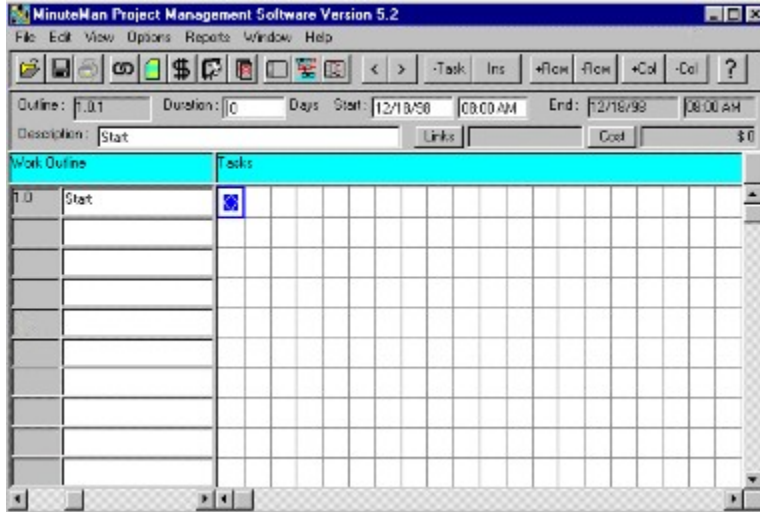 MinuteMan Project Management Software Version 5.2
File Edit View Options Reports Window Help
$ < > -Task Ins +Row -Row +Col -Col ?
Outline: 1.0.1 Duration: 0 Days Start: 12/18/98 08:00 AM End: 12/18/98 08:00 AM
Description: Start Links Cost $0
Work Outline Tasks
1.0 Start